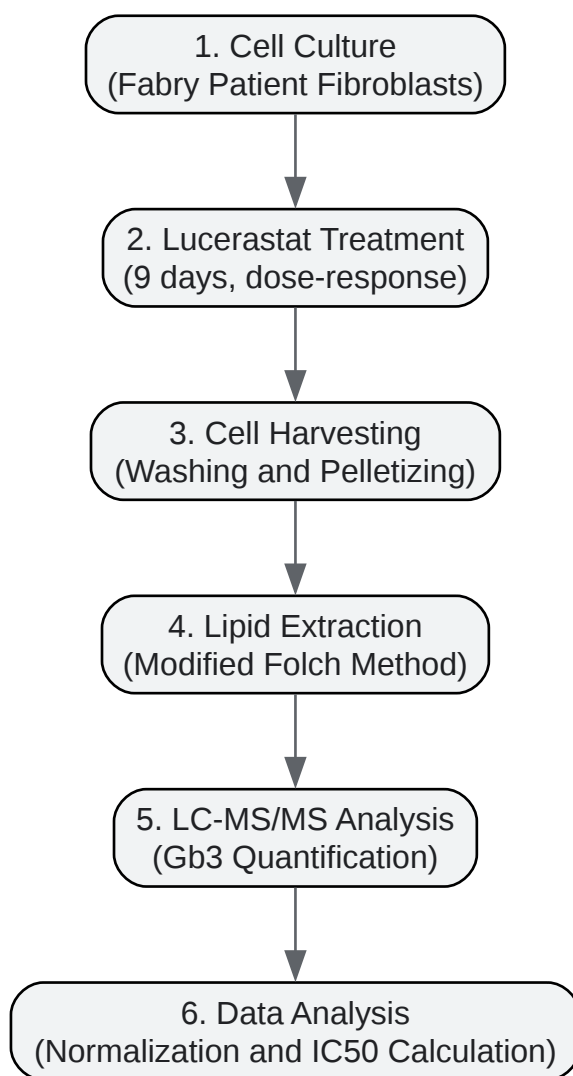 1. Cell Culture
(Fabry Patient Fibroblasts)
2. Lucerastat Treatment
(9 days, dose-response)
3. Cell Harvesting
(Washing and Pelletizing)
4. Lipid Extraction
(Modified Folch Method)
5. LC-MS/MS Analysis
(Gb3 Quantification)
6. Data Analysis
(Normalization and IC50 Calculation)